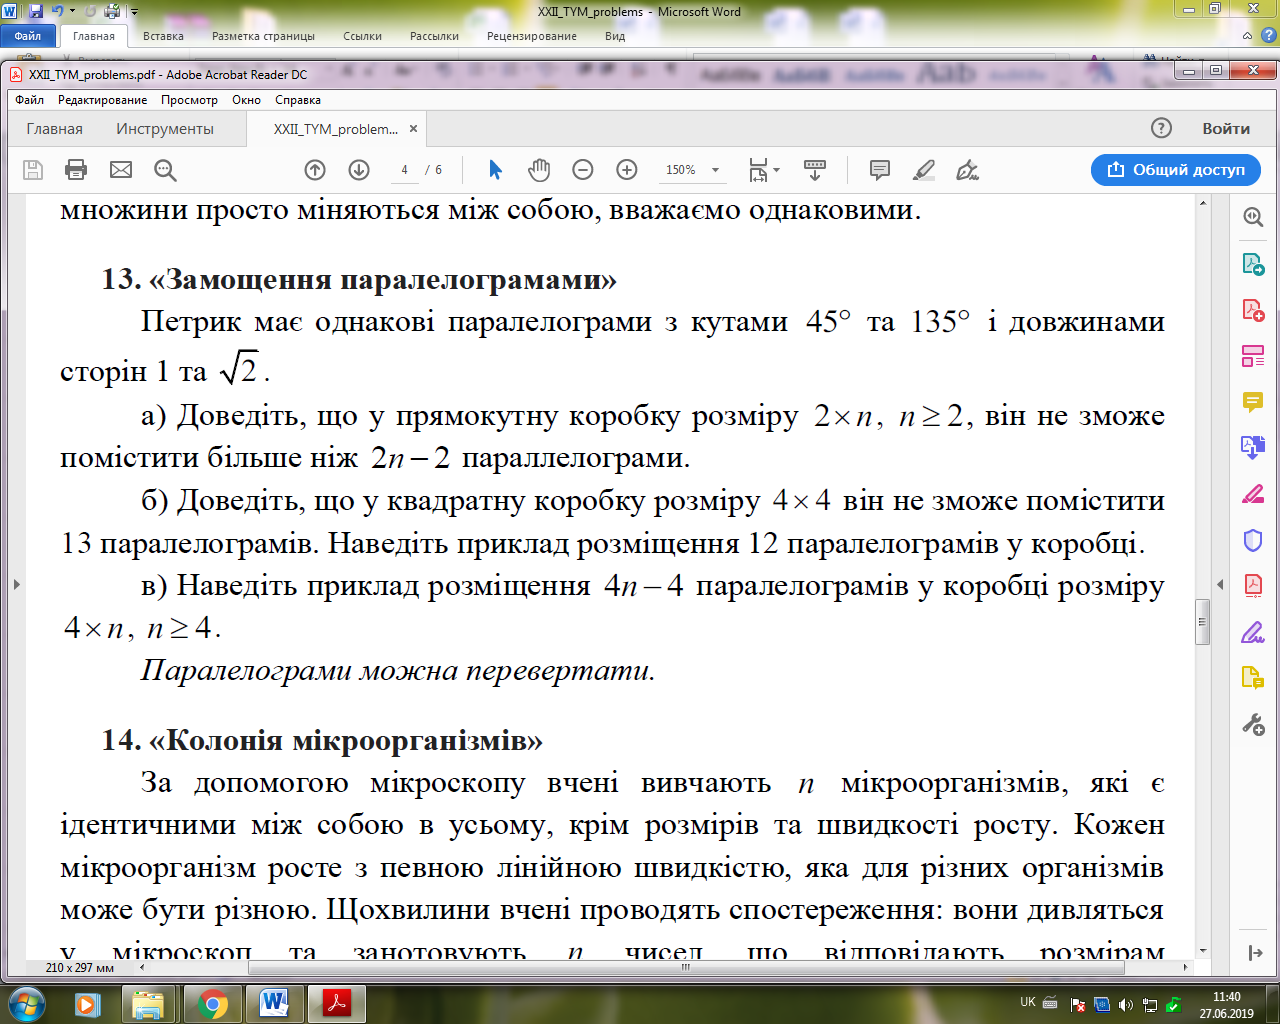 XXII_TYM_problems - Microsoft Word
Файл Главная Вставка Разметка страницы Ссылки Рассылки Рецензирование Вид
XXII_TYM_problems.pdf - Adobe Acrobat Reader DC
Файл Редактирование Просмотр Окно Справка
Главная Инструменты XXII_TYM_problem... × Войти
4 / 6 150% Общий доступ
множини просто міняються між собою, вважаємо однаковими.
13. «Замощення паралелограмами»
Петрик має однакові паралелограми з кутами 45° та 135° і довжинами
сторін 1 та √2.
а) Доведіть, що у прямокутну коробку розміру 2×n, n≥2, він не зможе
помістити більше ніж 2n−2 параллелограми.
б) Доведіть, що у квадратну коробку розміру 4×4 він не зможе помістити
13 паралелограмів. Наведіть приклад розміщення 12 паралелограмів у коробці.
в) Наведіть приклад розміщення 4n−4 паралелограмів у коробці розміру
4×n, n≥4.
Паралелограми можна перевертати.
14. «Колонія мікроорганізмів»
За допомогою мікроскопу вчені вивчають n мікроорганізмів, які є
ідентичними між собою в усьому, крім розмірів та швидкості росту. Кожен
мікроорганізм росте з певною лінійною швидкістю, яка для різних організмів
може бути різною. Щохвилини вчені проводять спостереження: вони дивляться
у мікроскоп та занотовують n чисел, що відповідають розмірам
210 x 297 мм
UK 11:40
27.06.2019